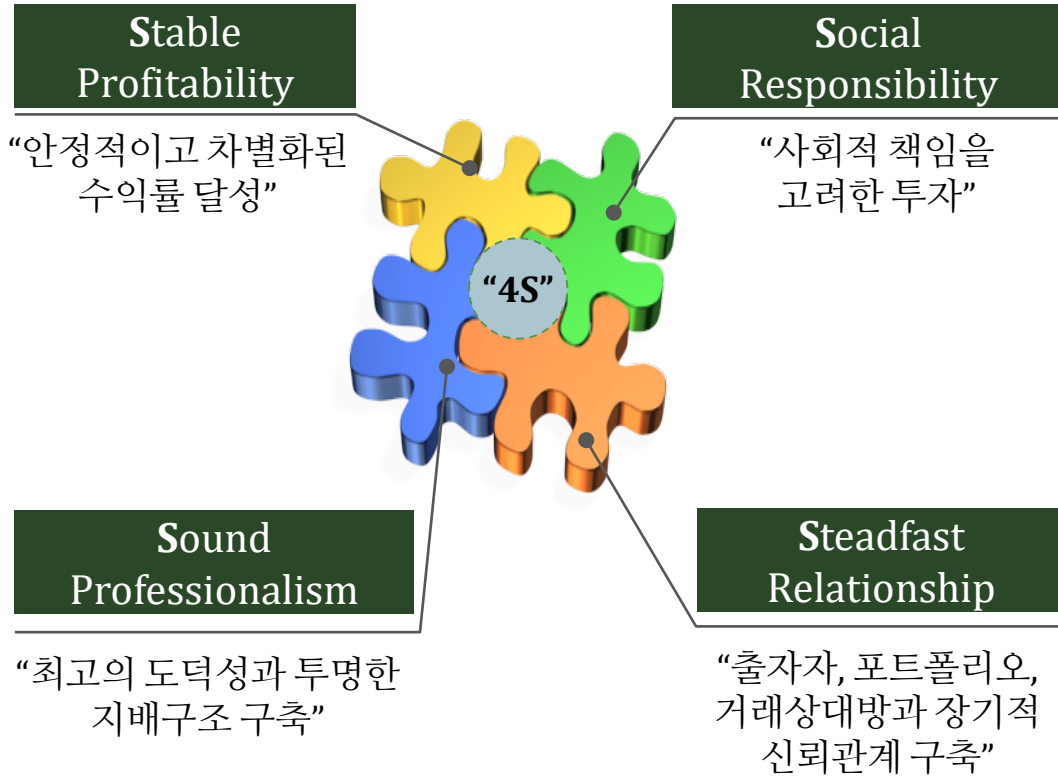 Stable
Profitability
“안정적이고 차별화된
수익률 달성”
Social
Responsibility
“사회적 책임을
고려한 투자”
“4S”
Sound
Professionalism
“최고의 도덕성과 투명한
지배구조 구축”
Steadfast
Relationship
“출자자, 포트폴리오,
거래상대방과 장기적
신뢰관계 구축”